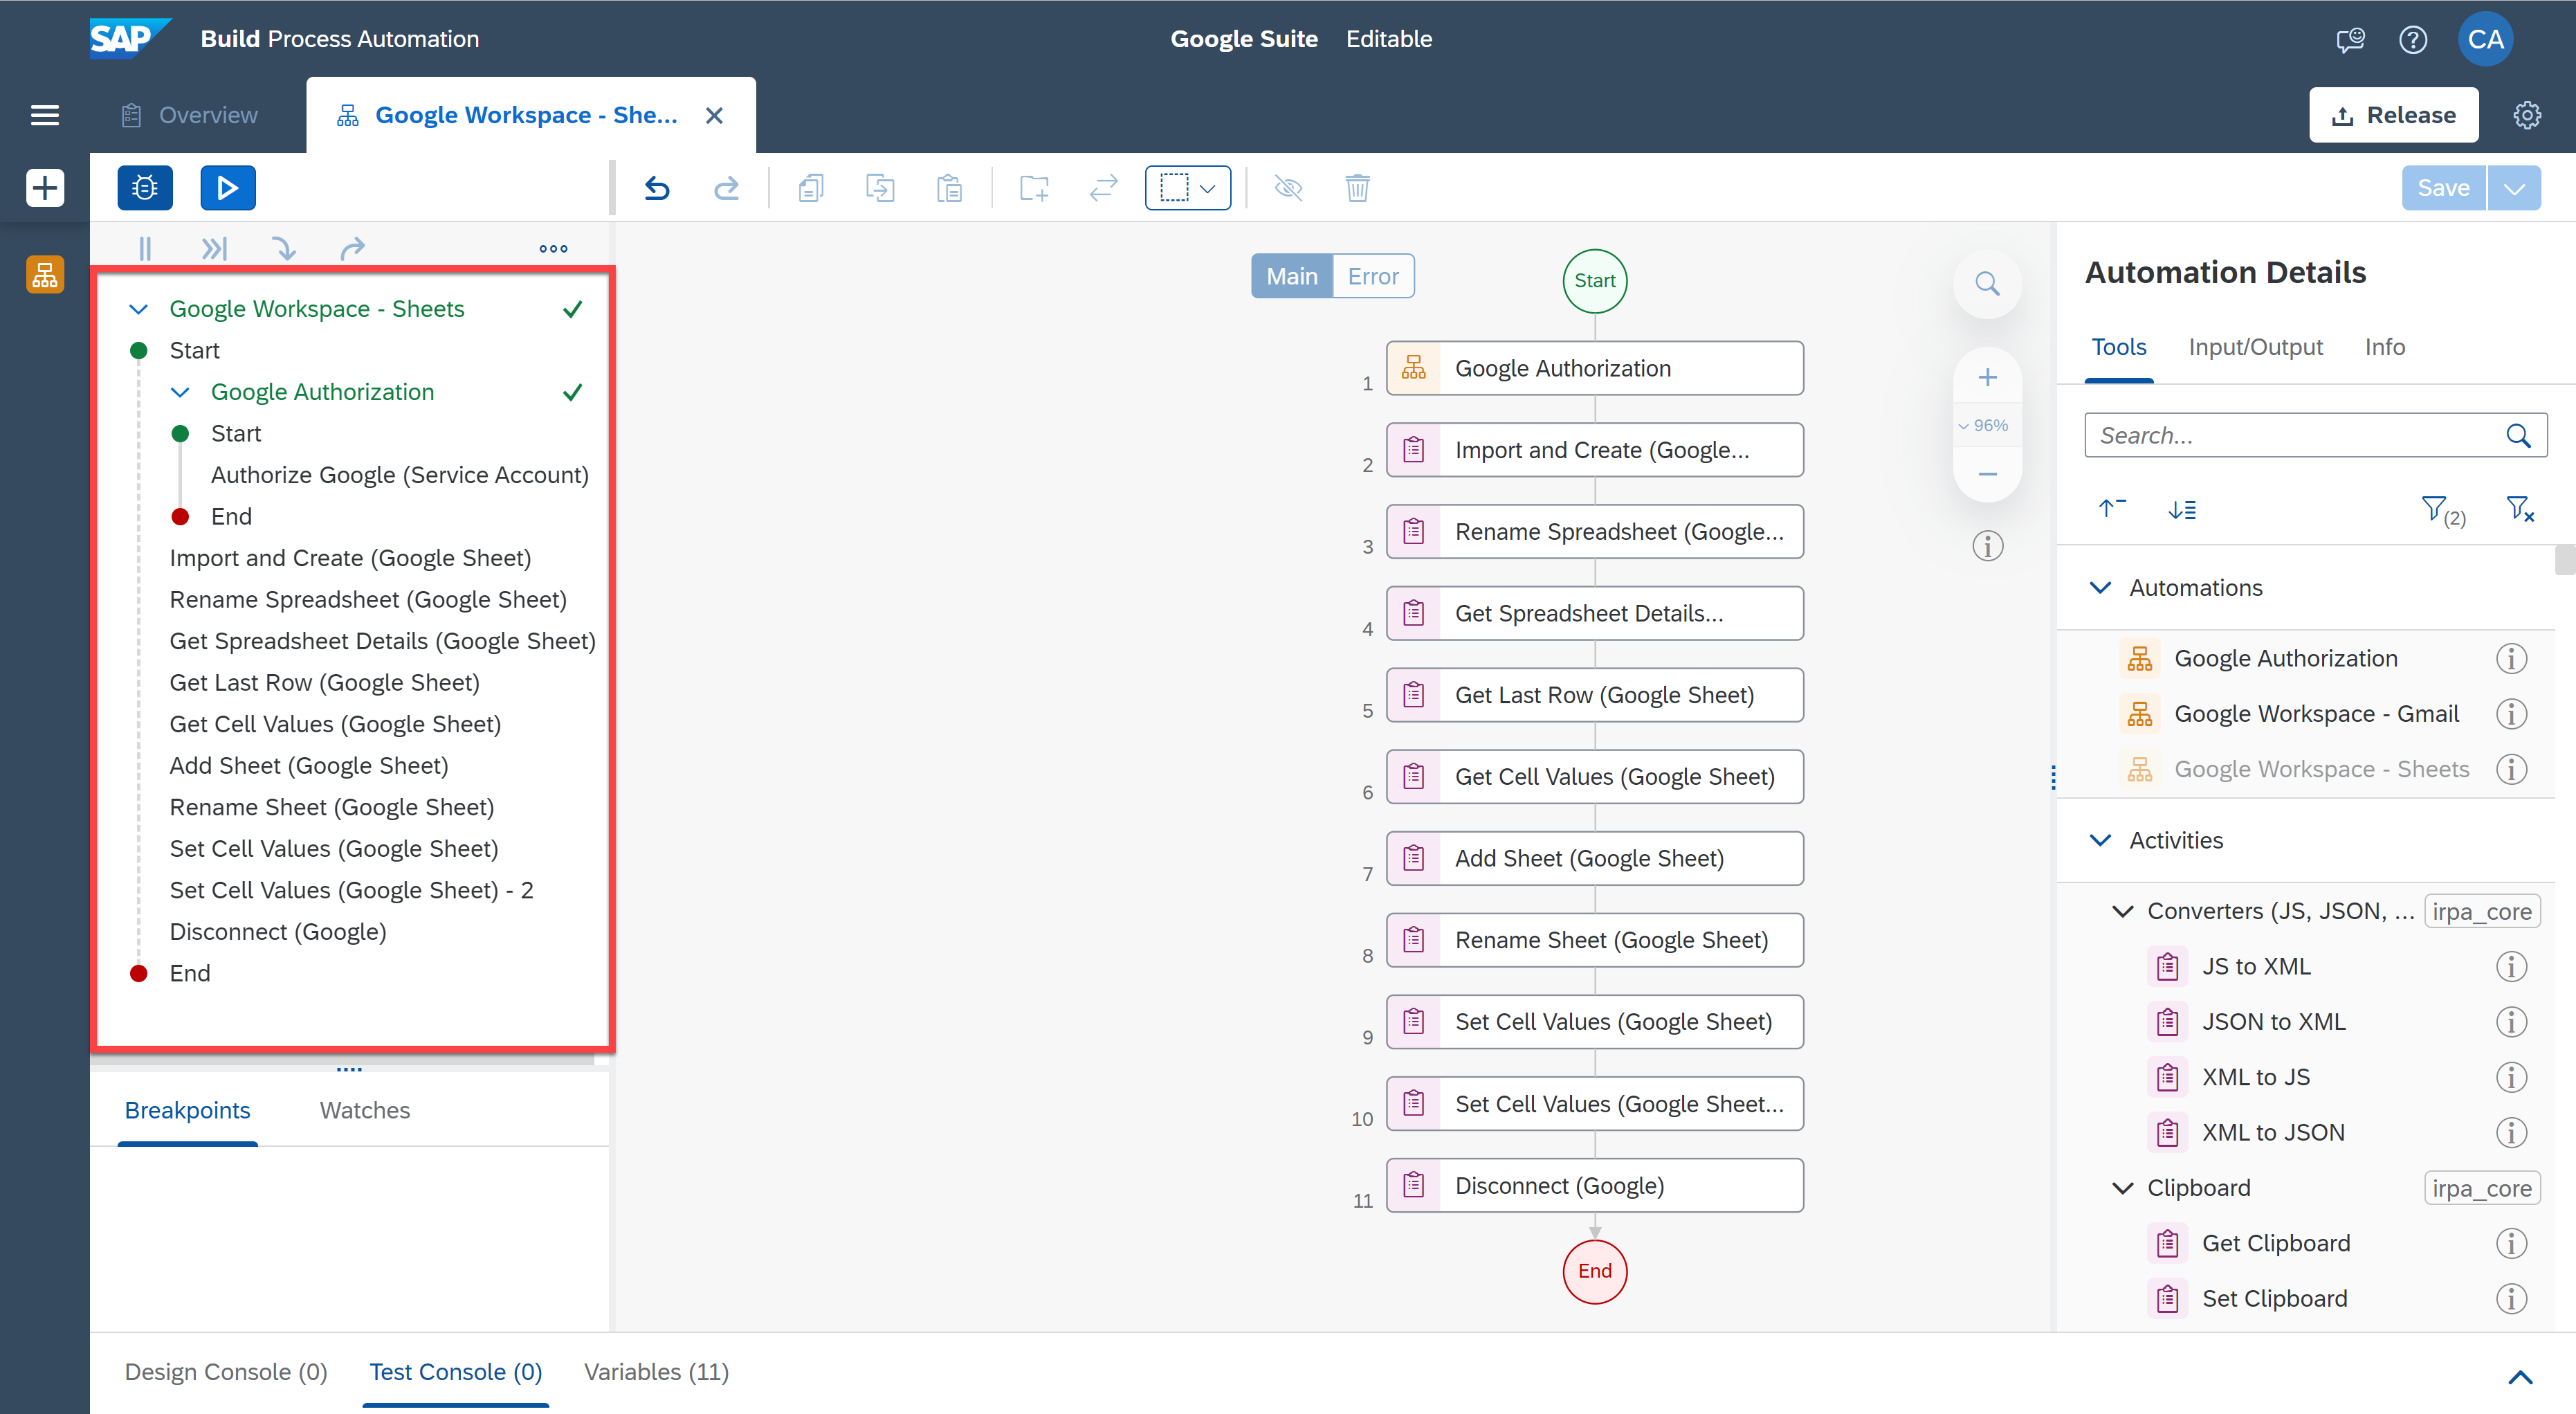 SAP Build Process Automation
Google Suite Editable
CA
Overview
Google Workspace - She...
Release
Save
Google Workspace - Sheets
Start
Google Authorization
Start
Authorize Google (Service Account)
End
Import and Create (Google Sheet)
Rename Spreadsheet (Google Sheet)
Get Spreadsheet Details (Google Sheet)
Get Last Row (Google Sheet)
Get Cell Values (Google Sheet)
Add Sheet (Google Sheet)
Rename Sheet (Google Sheet)
Set Cell Values (Google Sheet)
Set Cell Values (Google Sheet) - 2
Disconnect (Google)
End
Breakpoints
Watches
Main
Error
Start
1 Google Authorization
2 Import and Create (Google...
3 Rename Spreadsheet (Google...
4 Get Spreadsheet Details...
5 Get Last Row (Google Sheet)
6 Get Cell Values (Google Sheet)
7 Add Sheet (Google Sheet)
8 Rename Sheet (Google Sheet)
9 Set Cell Values (Google Sheet)
10 Set Cell Values (Google Sheet...
11 Disconnect (Google)
End
96%
Automation Details
Tools
Input/Output
Info
Search...
(2)
Automations
Google Authorization
Google Workspace - Gmail
Google Workspace - Sheets
Activities
Converters (JS, JSON, ... irpa_core
JS to XML
JSON to XML
XML to JS
XML to JSON
Clipboard irpa_core
Get Clipboard
Set Clipboard
Design Console (0)
Test Console (0)
Variables (11)